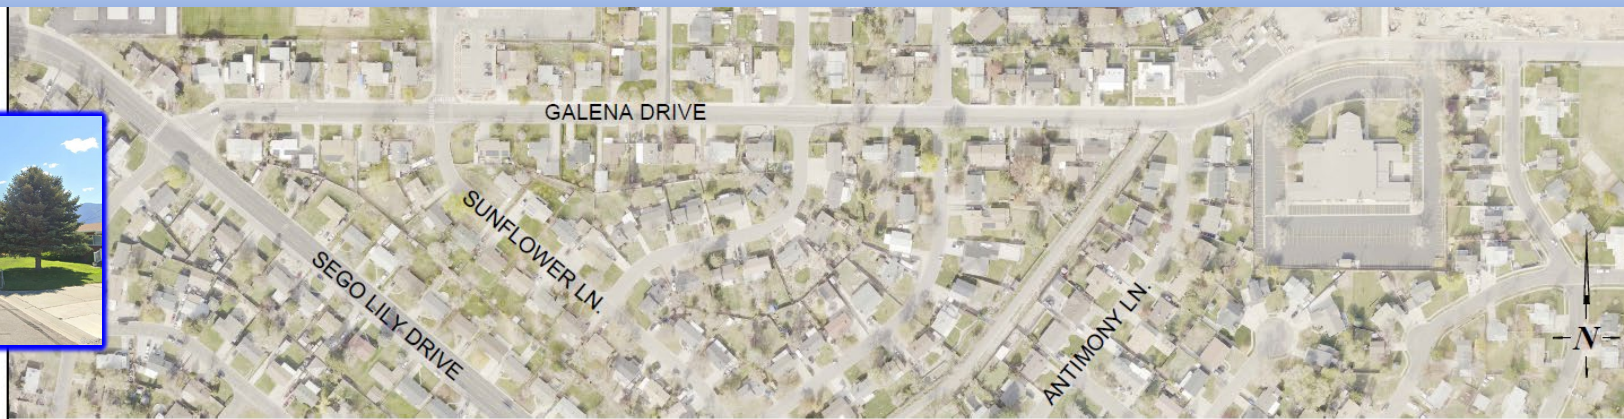 GALENA DRIVE
SUNFLOWER LN.
SEGO LILY DRIVE
ANTIMONY LN.
N